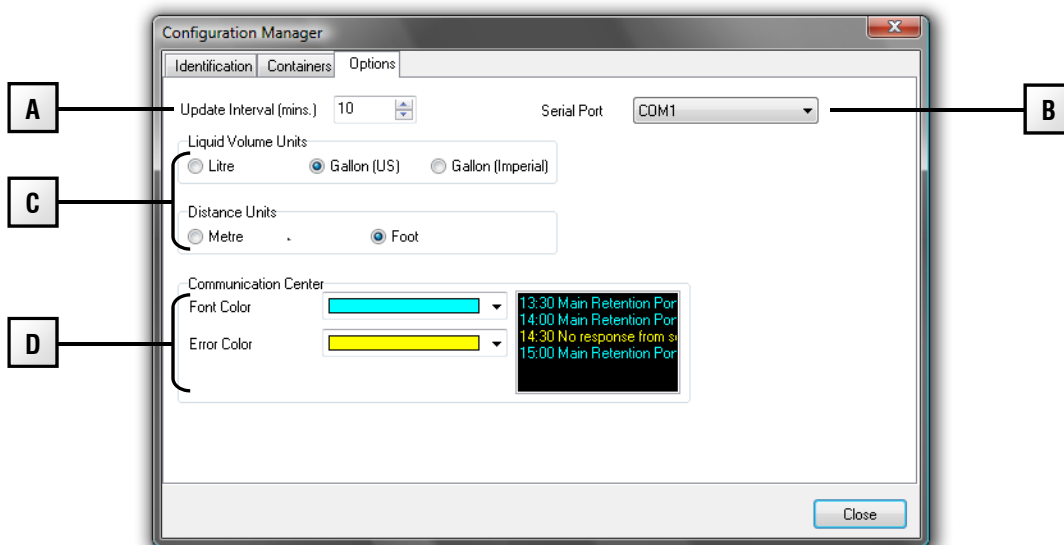 Configuration Manager
Identification Containers Options
A Update Interval (mins.) 10 Serial Port COM1 B
Liquid Volume Units
Litre Gallon (US) Gallon (Imperial)
C
Distance Units
Metre Foot
Communication Center
Font Color
13:30 Main Retention Por
14:00 Main Retention Por
D Error Color
14:30 No response from s
15:00 Main Retention Por
Close